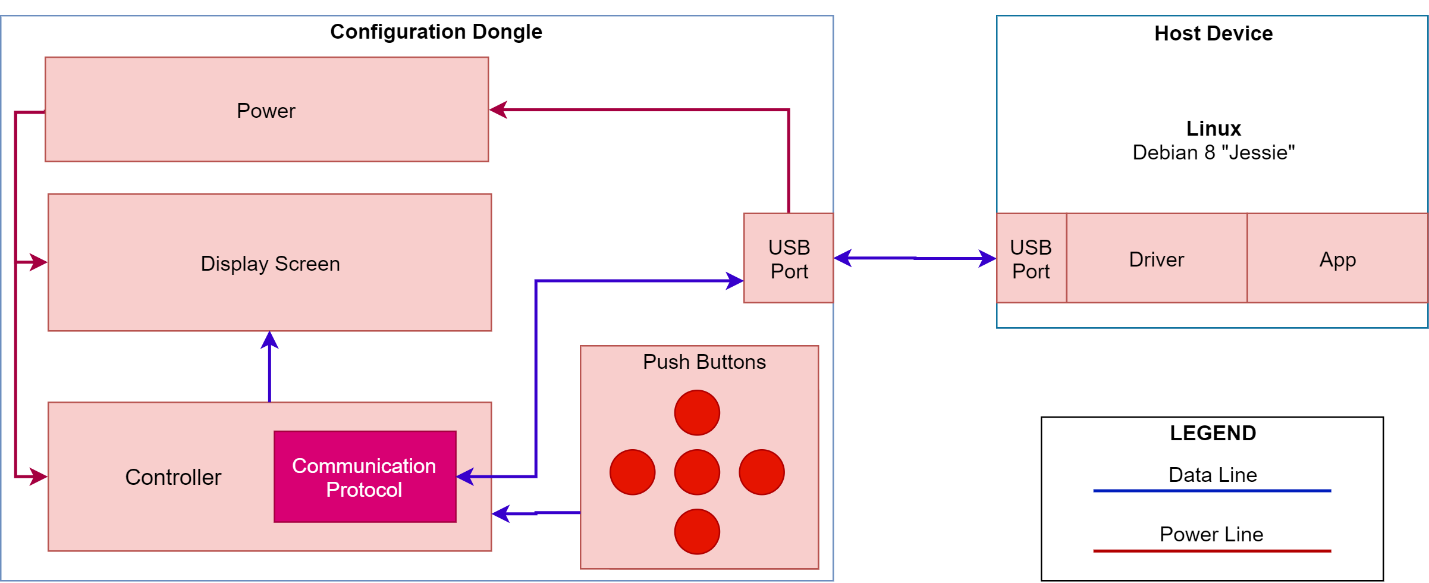 Configuration Dongle
Power
Display Screen
USB
Port
Push Buttons
Controller
Communication
Protocol
Host Device
Linux
Debian 8 "Jessie"
USB
Port
Driver
App
LEGEND
Data Line
Power Line